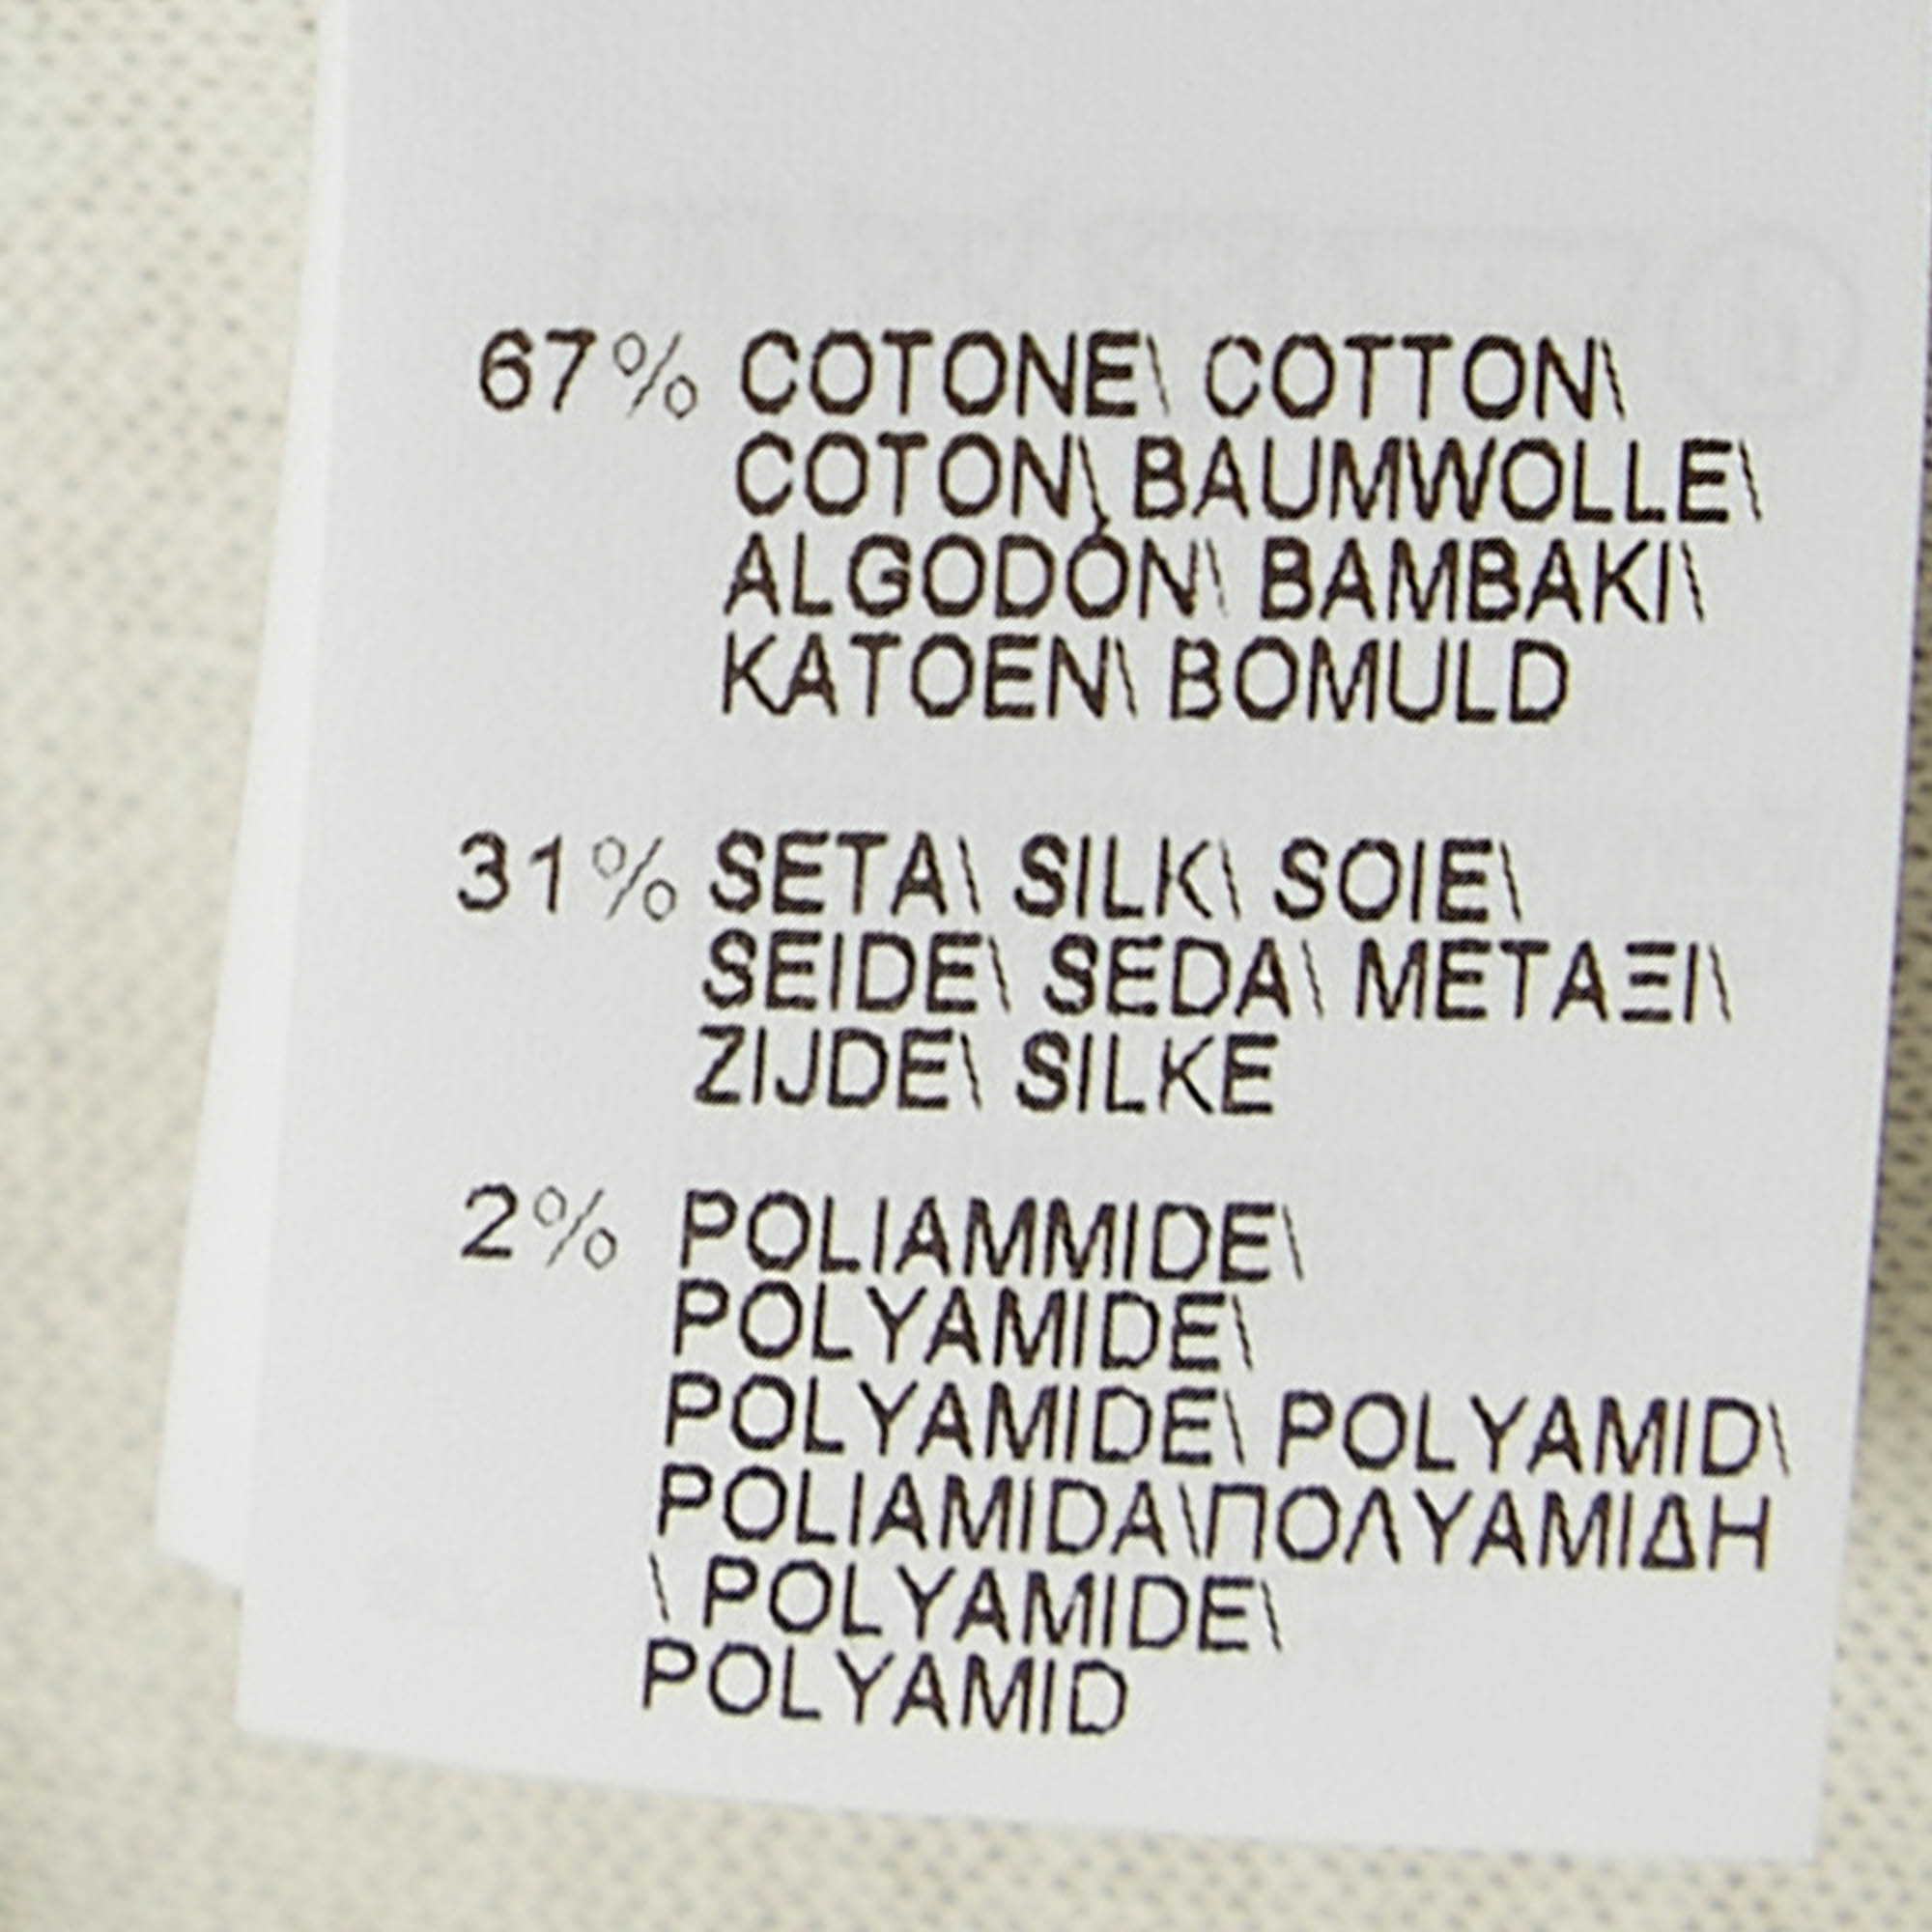 67% COTONE\ COTTON\
COTON\ BAUMWOLLE\
ALGODÓN\ BAMBAKI\
KATOEN\ BOMULD
31% SETA\ SILK\ SOIE\
SEIDE\ SEDA\ ΜΕΤΑΞΙ\
ZIJDE\ SILKE
2% POLIAMMIDE\
POLYAMIDE\
POLYAMIDE\ POLYAMID\
POLIAMIDA\ΠΟΛΥΑΜΙΔΗ
\ POLYAMIDE\
POLYAMID